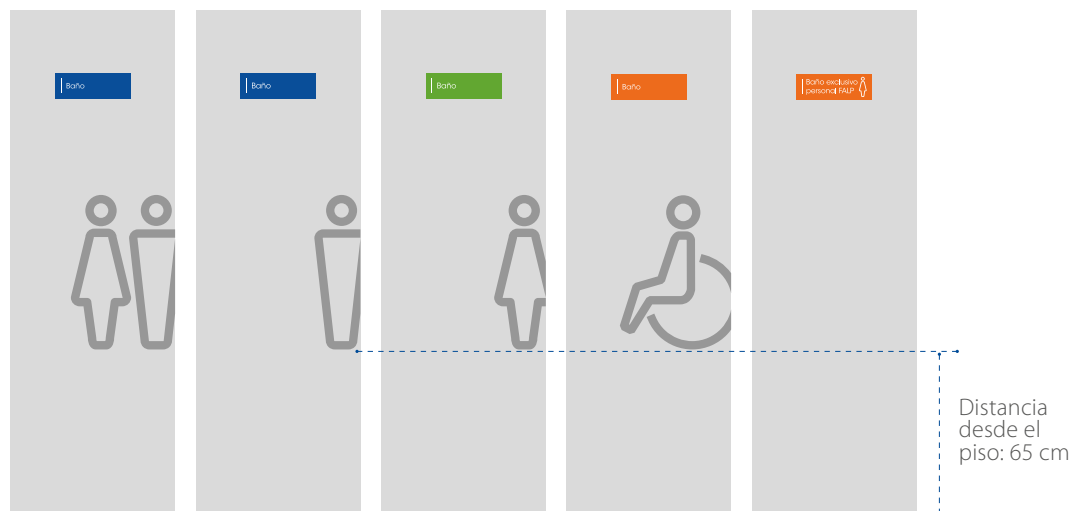 Baño
Baño
Baño
Baño
Baño exclusivo
personal FALP
Distancia
desde el
piso: 65 cm